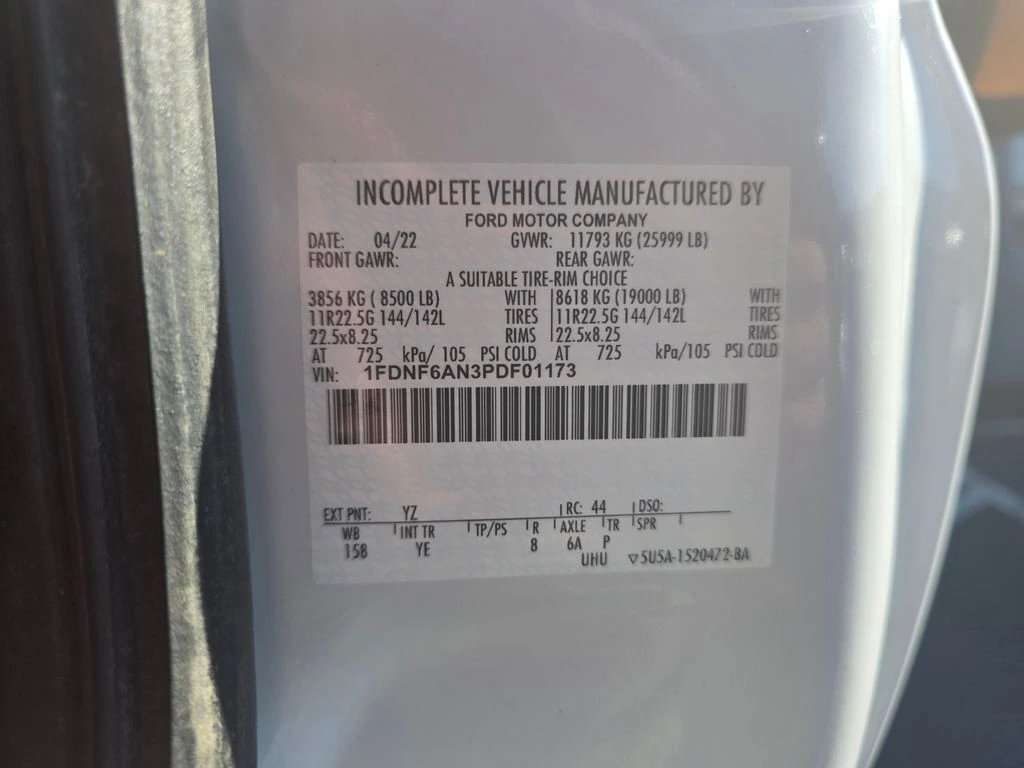 INCOMPLETE VEHICLE MANUFACTURED BY
FORD MOTOR COMPANY
DATE: 04/22 GVWR: 11793 KG (25999 LB)
FRONT GAWR: REAR GAWR:
A SUITABLE TIRE-RIM CHOICE
3856 KG ( 8500 LB) WITH 8618 KG (19000 LB) WITH
11R22.5G 144/142L TIRES 11R22.5G 144/142L TIRES
22.5x8.25 RIMS 22.5x8.25 RIMS
AT 725 kPa/ 105 PSI COLD AT 725 kPa/105 PSI COLD
VIN: 1FDNF6AN3PDF01173
EXT PNT: YZ RC: 44 DSO:
WB INT TR TP/PS R AXLE TR SPR
158 YE 8 6A P
UHU ▽5U5A-1520472-BA